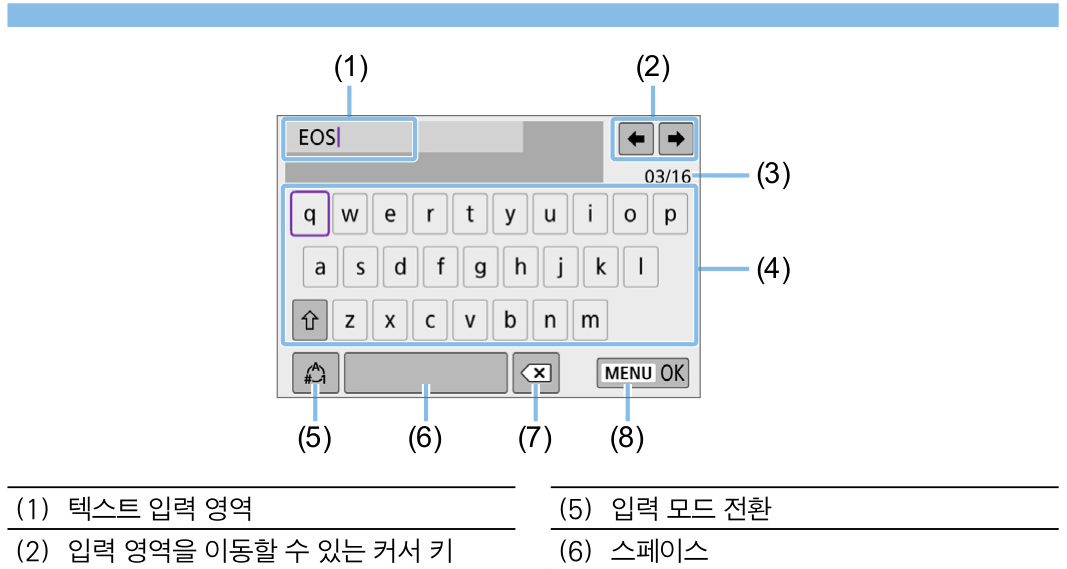 (1) (2)
EOS
03/16 (3)
q w e r t y u i o p
a s d f g h j k l (4)
z x c v b n m
#A1 MENU OK
(5) (6) (7) (8)
(1) 텍스트 입력 영역
(2) 입력 영역을 이동할 수 있는 커서 키
(5) 입력 모드 전환
(6) 스페이스